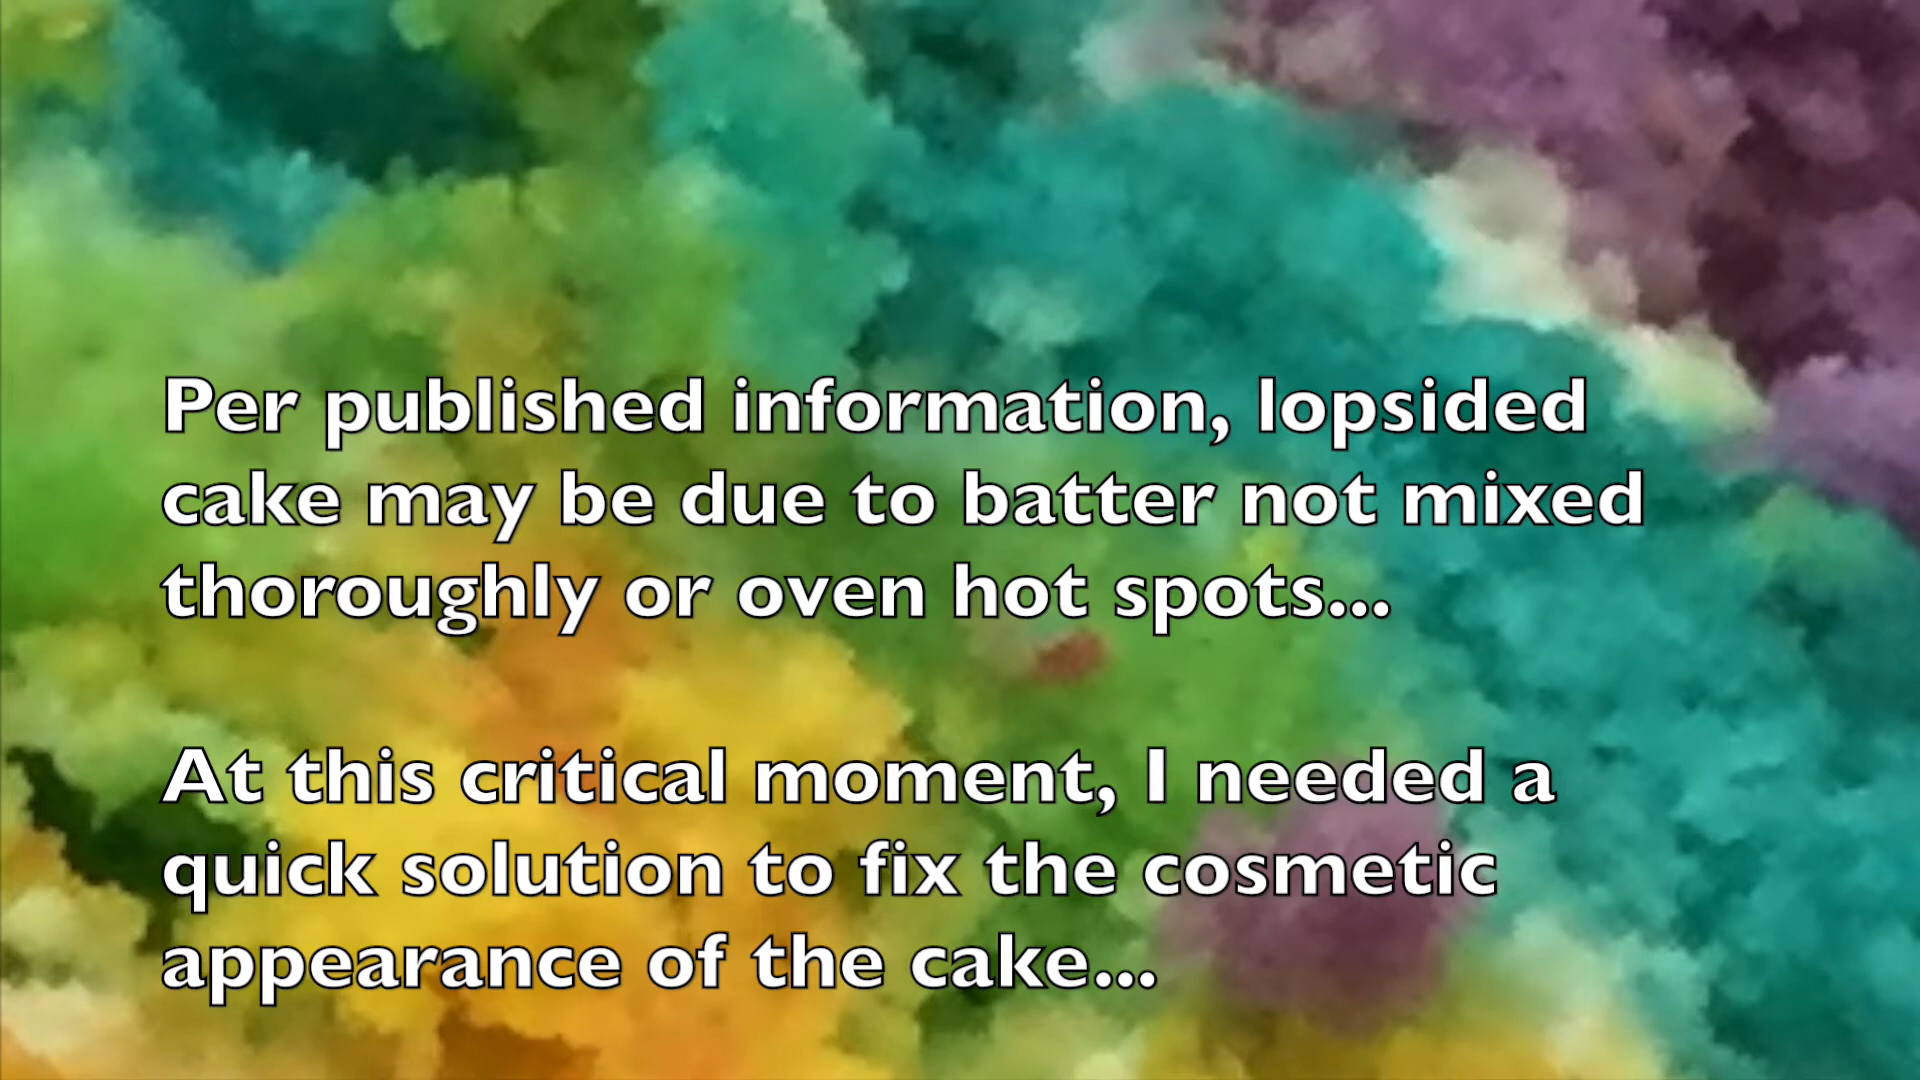 Per published information, lopsided
cake may be due to batter not mixed
thoroughly or oven hot spots...
At this critical moment, I needed a
quick solution to fix the cosmetic
appearance of the cake...